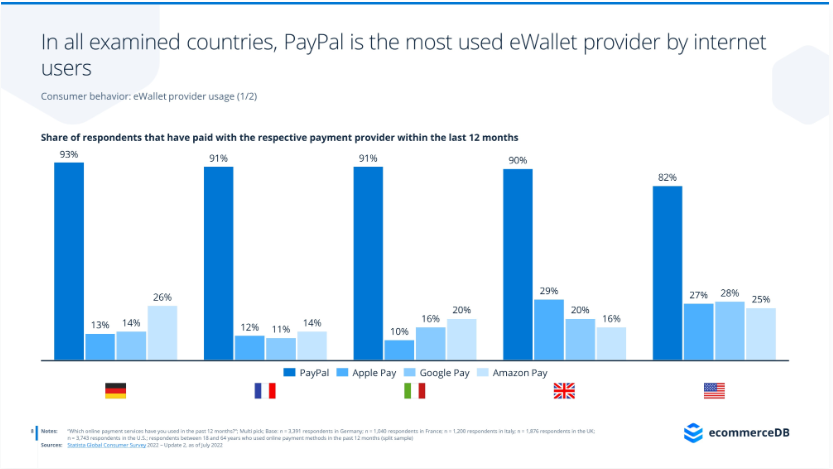 In all examined countries, PayPal is the most used eWallet provider by internet
users
Consumer behavior: eWallet provider usage (1/2)
Share of respondents that have paid with the respective payment provider within the last 12 months
93%
13%
14%
26%
91%
12%
11%
14%
91%
10%
16%
20%
90%
29%
20%
16%
82%
27%
28%
25%
PayPal Apple Pay Google Pay Amazon Pay
8 Notes: "Which online payment services have you used in the past 12 months?"; Multi pick; Base: n = 3,391 respondents in Germany; n = 1,040 respondents in France; n = 1,200 respondents in Italy; n = 1,876 respondents in the UK;
n = 3,743 respondents in the U.S.; respondents between 18 and 64 years who used online payment methods in the past 12 months (split sample)
Sources: Statista Global Consumer Survey 2022 – Update 2, as of July 2022
ecommerceDB